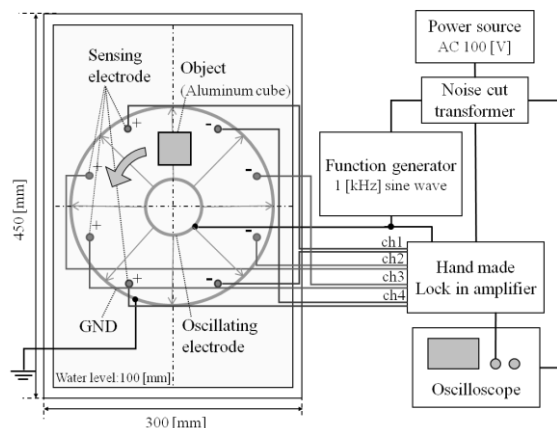 Power source
AC 100 [V]
Sensing
electrode
Object
(Aluminum cube)
Noise cut
transformer
+
-
Function generator
1 [kHz] sine wave
+
-
450 [mm]
+
-
ch1
ch2
ch3
ch4
Hand made
Lock in amplifier
+
-
GND
Oscillating
electrode
Water level:100 [mm]
Oscilloscope
300 [mm]